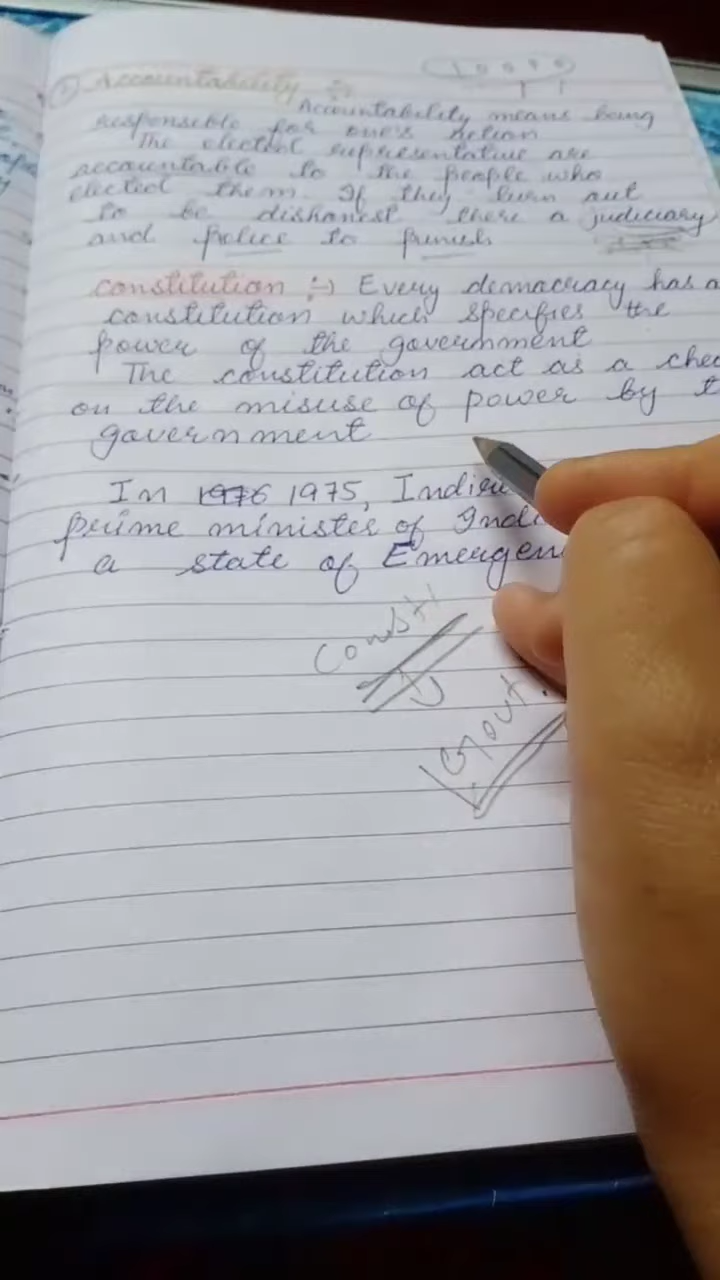 Accountability :-
Accountability means being
responsible for one's action
The elected representative are
accountable to the people who
elected them. If they turn out
to be dishonest there a judiciary
and police to punish
constitution :-) Every demacracy has a
constitution which specifies the
power of the government
The constitution act as a chec
on the misuse of power by t
government
In 1976 1975, Indir
prime minister of Indi
a state of Emergen
Consti
Govt.